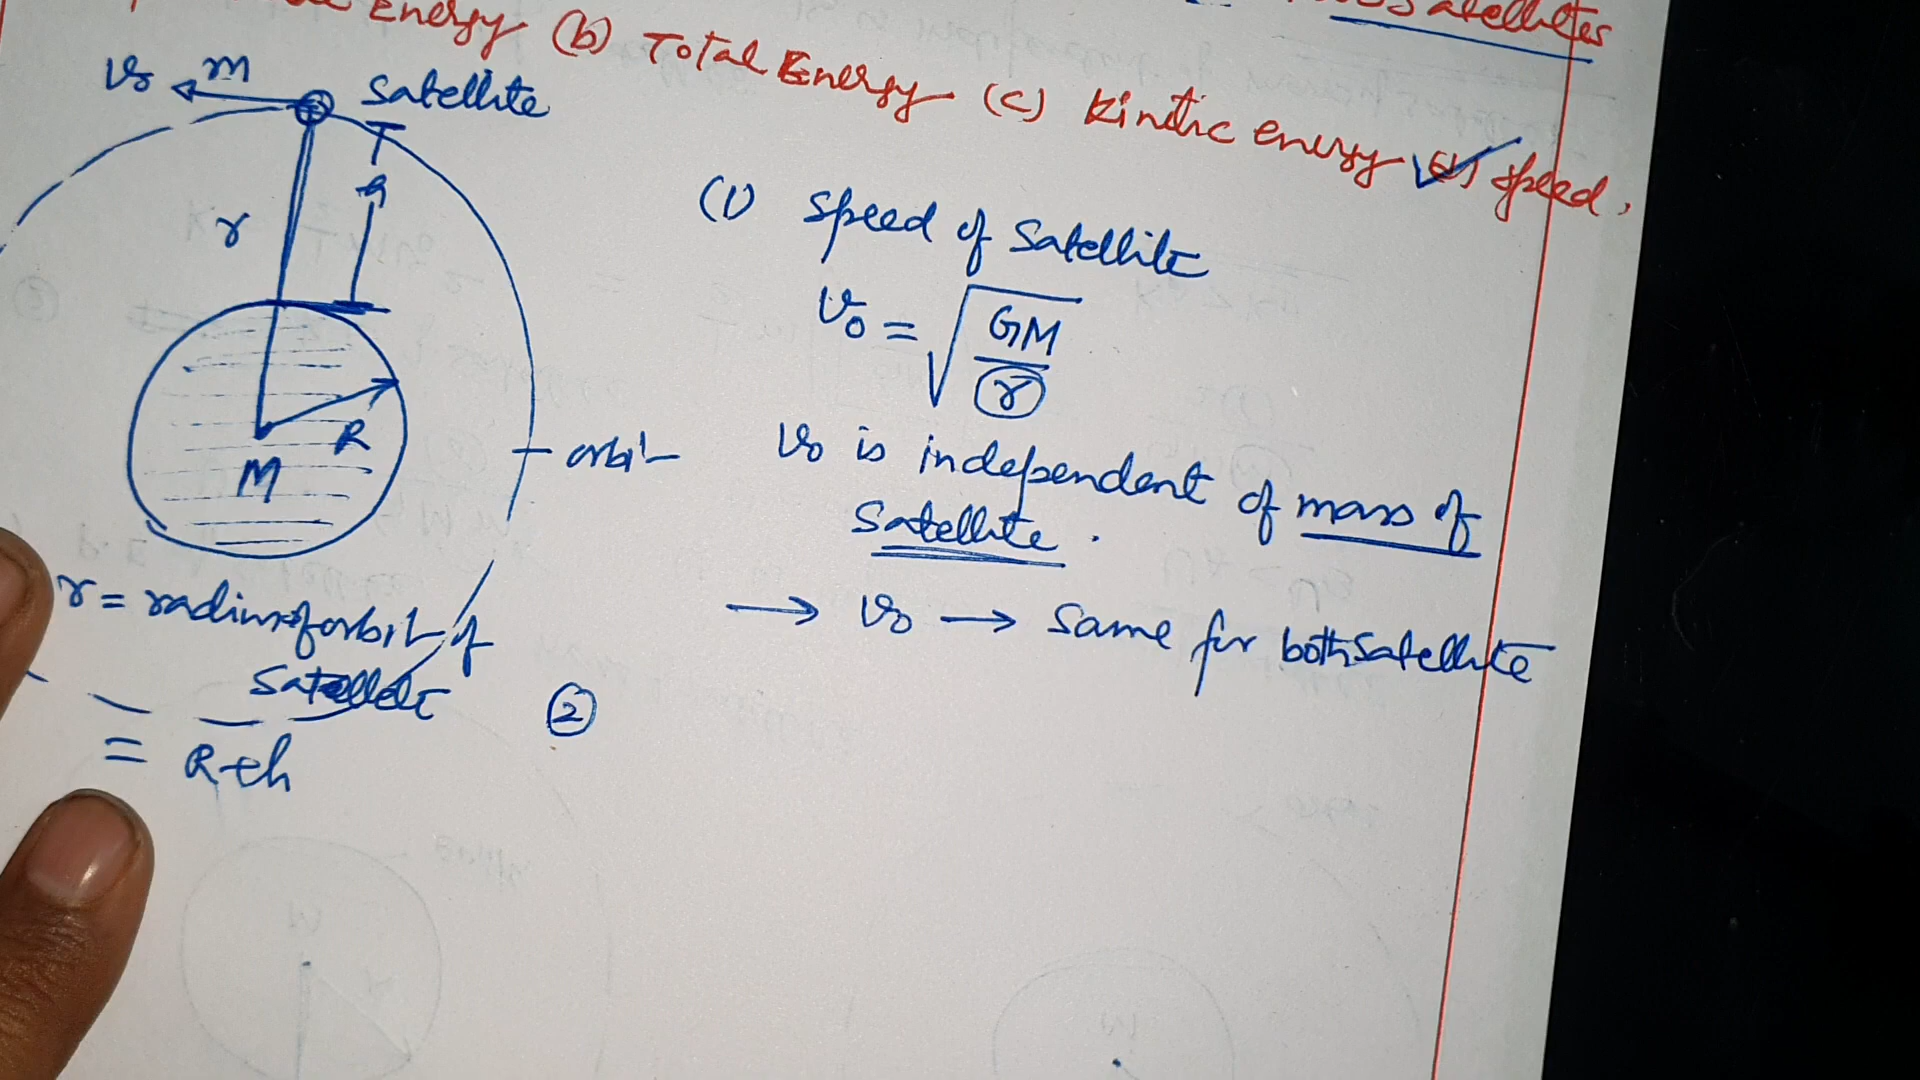 Satellites
Energy (b) Total Energy (c) Kinetic energy (d) Speed.
V₀ m Satellite
h
r
R
M
orbit
r = radius of orbit of
Satellite
= R+h
(1) Speed of Satellite
V₀ = √(GM/r)
V₀ is independent of mass of
Satellite.
→ V₀ → Same for both Satellite
②